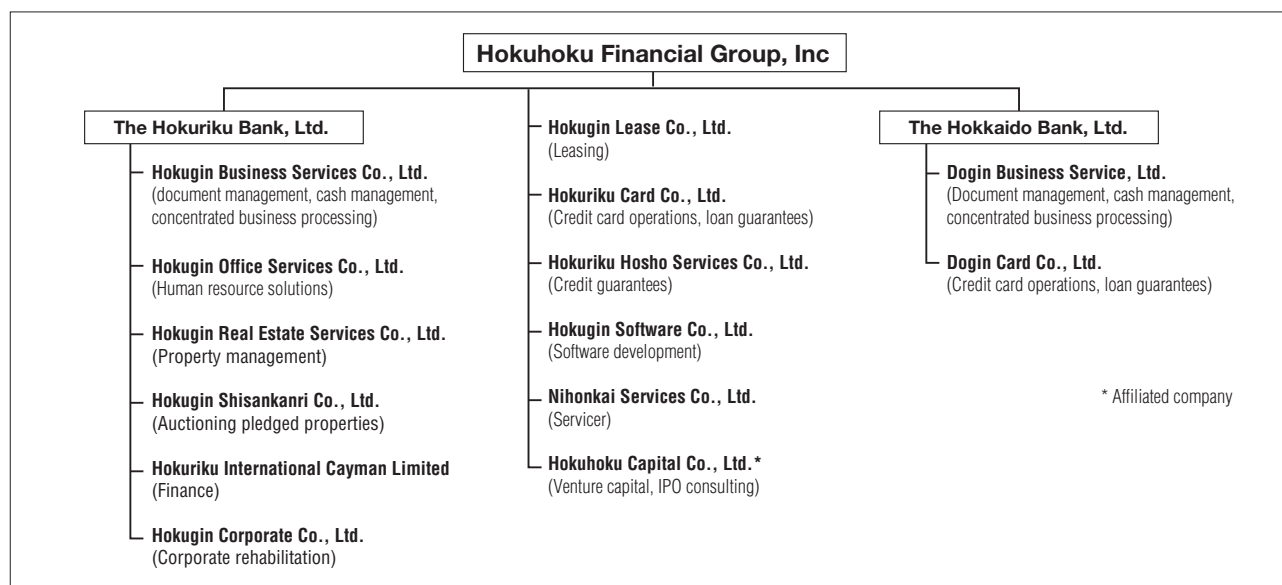 Hokuhoku Financial Group, Inc
The Hokuriku Bank, Ltd.
Hokugin Business Services Co., Ltd.
(document management, cash management,
concentrated business processing)
Hokugin Office Services Co., Ltd.
(Human resource solutions)
Hokugin Real Estate Services Co., Ltd.
(Property management)
Hokugin Shisankanri Co., Ltd.
(Auctioning pledged properties)
Hokuriku International Cayman Limited
(Finance)
Hokugin Corporate Co., Ltd.
(Corporate rehabilitation)
Hokugin Lease Co., Ltd.
(Leasing)
Hokuriku Card Co., Ltd.
(Credit card operations, loan guarantees)
Hokuriku Hosho Services Co., Ltd.
(Credit guarantees)
Hokugin Software Co., Ltd.
(Software development)
Nihonkai Services Co., Ltd.
(Servicer)
Hokuhoku Capital Co., Ltd.*
(Venture capital, IPO consulting)
The Hokkaido Bank, Ltd.
Dogin Business Service, Ltd.
(Document management, cash management,
concentrated business processing)
Dogin Card Co., Ltd.
(Credit card operations, loan guarantees)
* Affiliated company